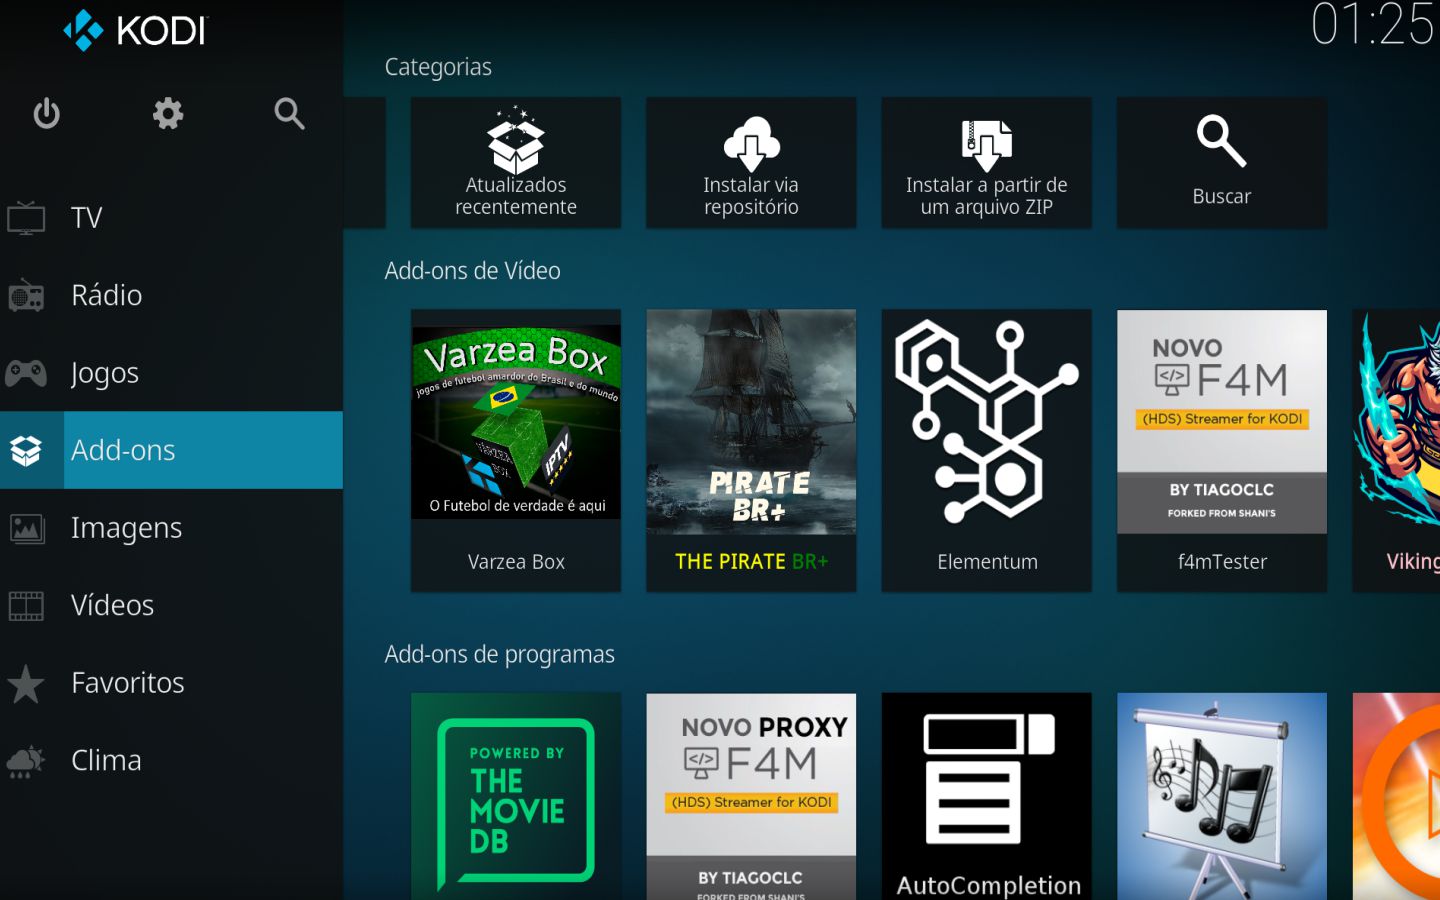 KODI
01:25
TV
Rádio
Jogos
Add-ons
Imagens
Vídeos
Favoritos
Clima
Categorias
Atualizados
recentemente
Instalar via
repositório
Instalar a partir de
um arquivo ZIP
Buscar
Add-ons de Vídeo
Varzea Box
jogos de futebol amardor do Brasil e do mundo
VARZEA
BOX
IPTV
O Futebol de verdade é aqui
Varzea Box
PIRATE
BR+
THE PIRATE BR+
Elementum
NOVO
</> F4M
(HDS) Streamer for KODI
BY TIAGOCLC
FORKED FROM SHANI'S
f4mTester
Viking
Add-ons de programas
POWERED BY
THE
MOVIE
DB
NOVO PROXY
</> F4M
(HDS) Streamer for KODI
BY TIAGOCLC
FORKED FROM SHANI'S
AutoCompletion